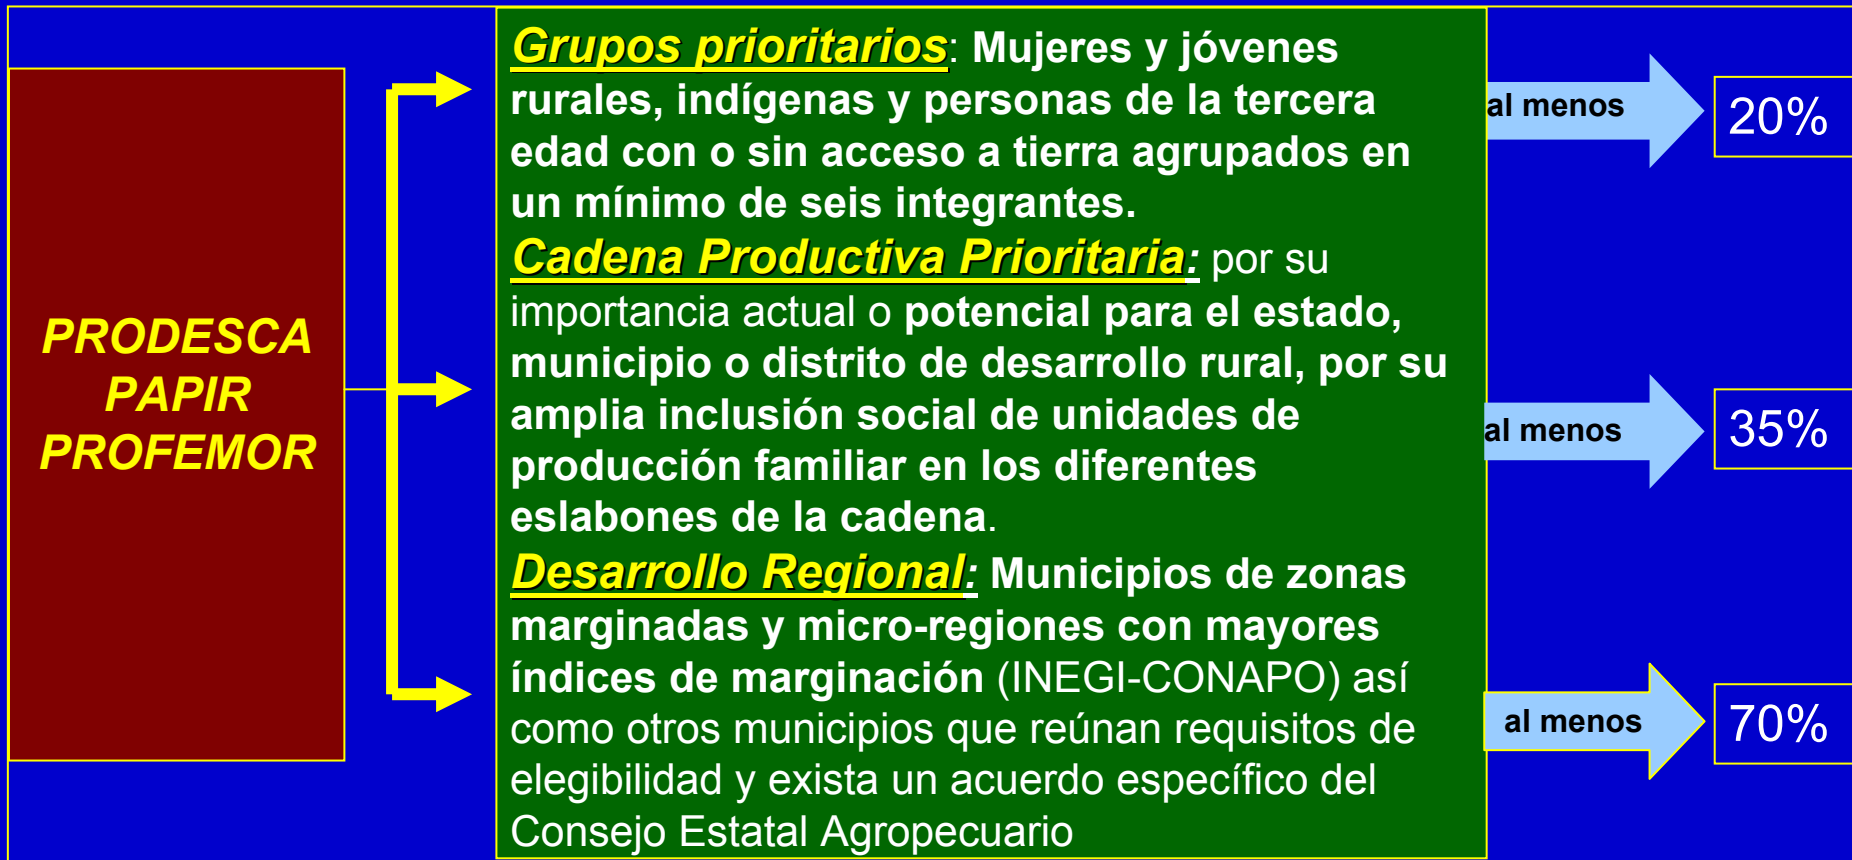 PRODESCA
PAPIR
PROFEMOR
Grupos prioritarios: Mujeres y jóvenes
rurales, indígenas y personas de la tercera
edad con o sin acceso a tierra agrupados en
un mínimo de seis integrantes.
Cadena Productiva Prioritaria: por su
importancia actual o potencial para el estado,
municipio o distrito de desarrollo rural, por su
amplia inclusión social de unidades de
producción familiar en los diferentes
eslabones de la cadena.
Desarrollo Regional: Municipios de zonas
marginadas y micro-regiones con mayores
índices de marginación (INEGI-CONAPO) así
como otros municipios que reúnan requisitos de
elegibilidad y exista un acuerdo específico del
Consejo Estatal Agropecuario
al menos
20%
al menos
35%
al menos
70%